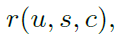 r(u, s, c),